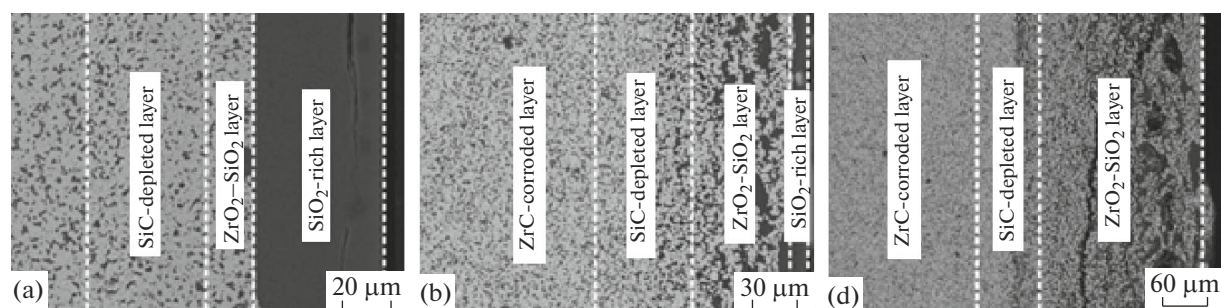 SiC-depleted layer
ZrO₂–SiO₂ layer
SiO₂-rich layer
(a)
20 μm
ZrC-corroded layer
SiC-depleted layer
ZrO₂-SiO₂ layer
SiO₂-rich layer
(b)
30 μm
ZrC-corroded layer
SiC-depleted layer
ZrO₂-SiO₂ layer
(d)
60 μm